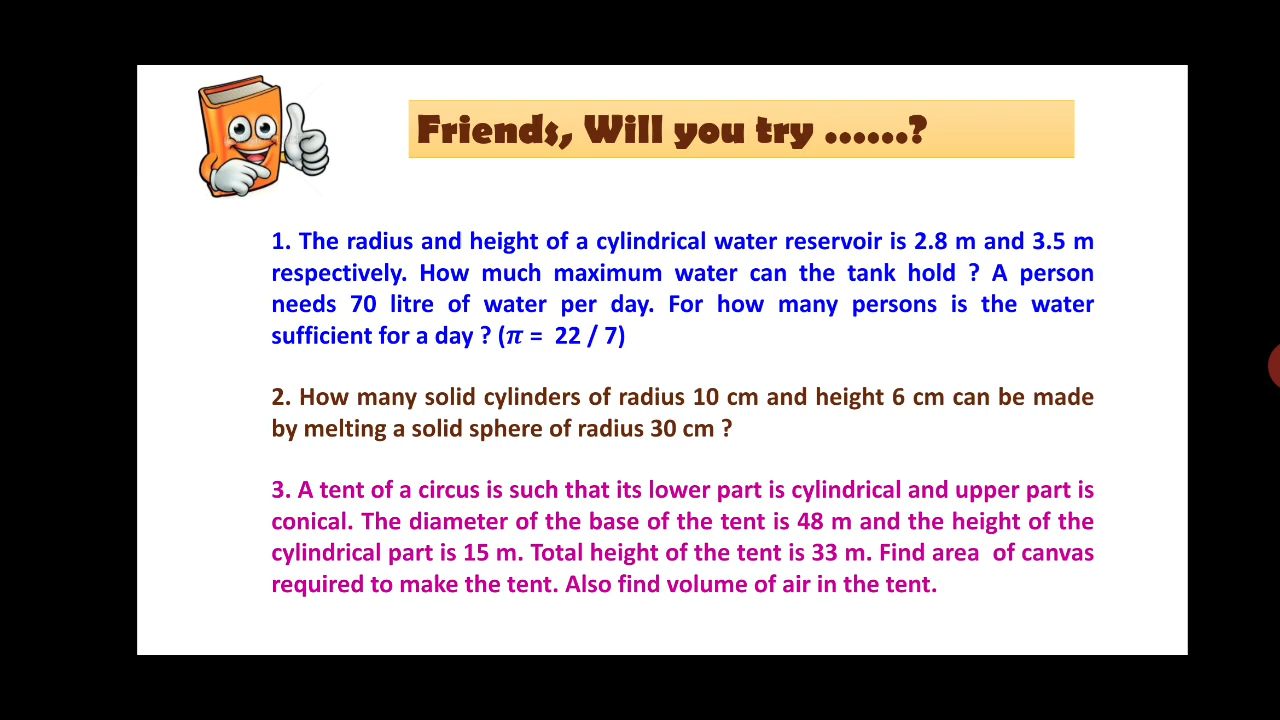 Friends, Will you try ......?
1. The radius and height of a cylindrical water reservoir is 2.8 m and 3.5 m
respectively. How much maximum water can the tank hold ? A person
needs 70 litre of water per day. For how many persons is the water
sufficient for a day ? (π = 22 / 7)
2. How many solid cylinders of radius 10 cm and height 6 cm can be made
by melting a solid sphere of radius 30 cm ?
3. A tent of a circus is such that its lower part is cylindrical and upper part is
conical. The diameter of the base of the tent is 48 m and the height of the
cylindrical part is 15 m. Total height of the tent is 33 m. Find area of canvas
required to make the tent. Also find volume of air in the tent.